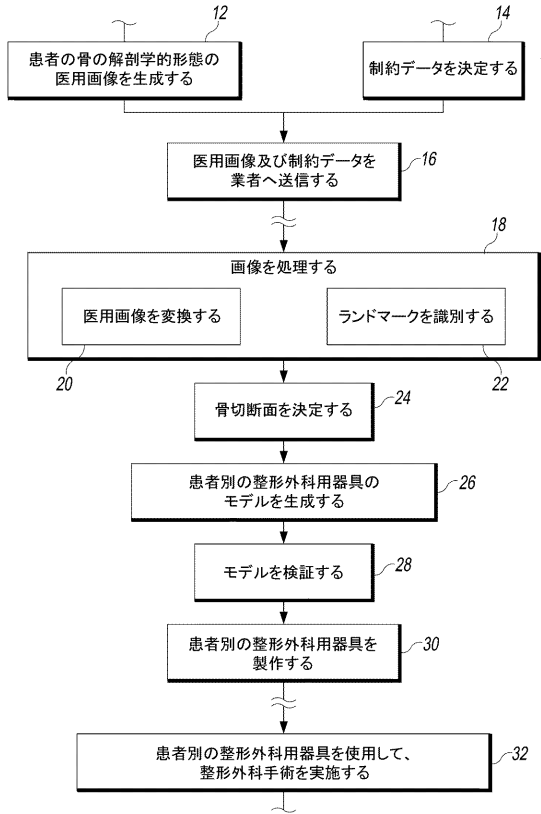 12
患者の骨の解剖学的形態の
医用画像を生成する
14
制約データを決定する
医用画像及び制約データを
業者へ送信する
16
18
画像を処理する
医用画像を変換する
20
ランドマークを識別する
22
骨切断面を決定する
24
患者別の整形外科用器具の
モデルを生成する
26
モデルを検証する
28
患者別の整形外科用器具を
製作する
30
患者別の整形外科用器具を使用して、
整形外科手術を実施する
32